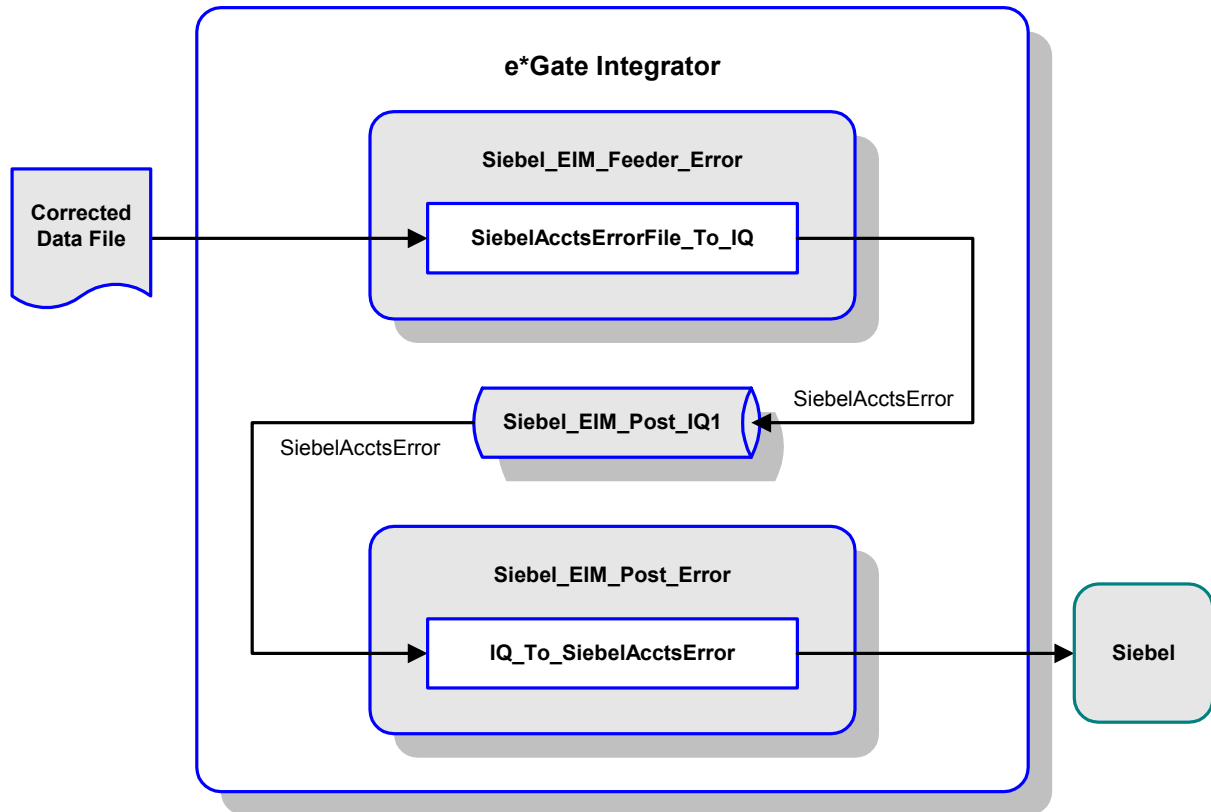 e*Gate Integrator
Siebel_EIM_Feeder_Error
Corrected
Data File
SiebelAcctsErrorFile_To_IQ
SiebelAcctsError
Siebel_EIM_Post_IQ1
SiebelAcctsError
Siebel_EIM_Post_Error
IQ_To_SiebelAcctsError
Siebel